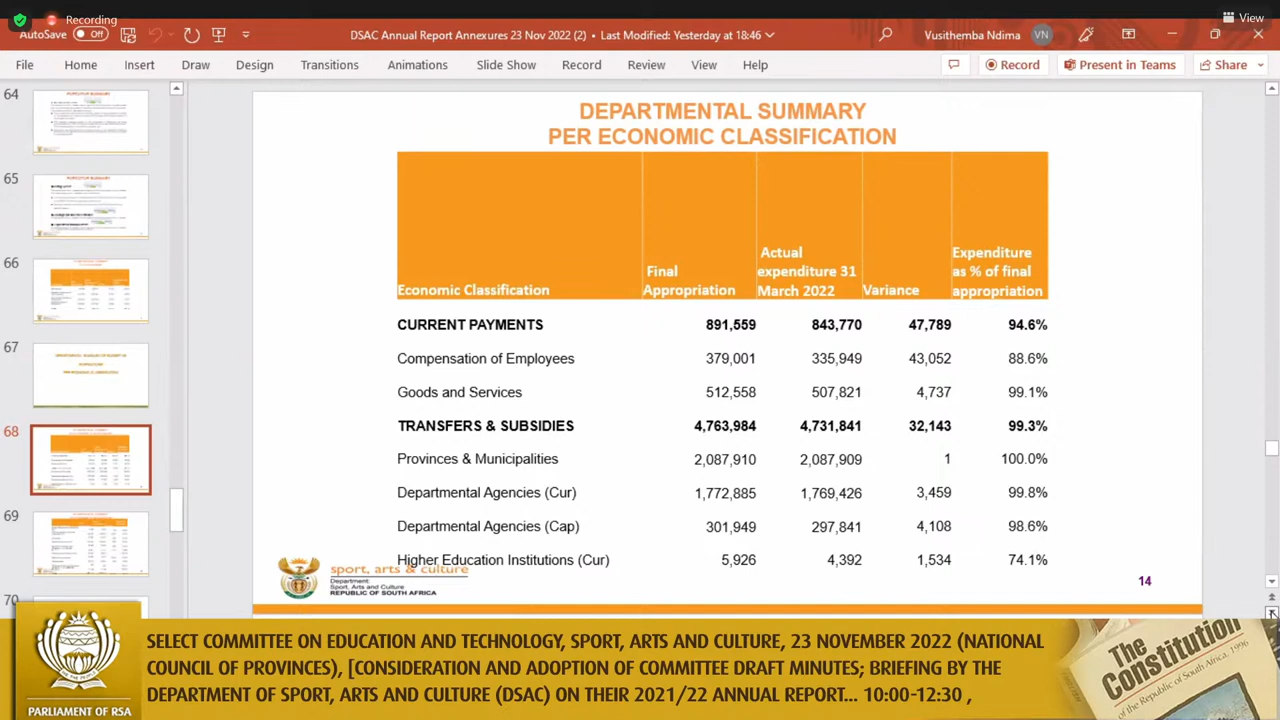 Recording
View
AutoSave Off
DSAC Annual Report Annexures 23 Nov 2022 (2) • Last Modified: Yesterday at 18:46
Vusithemba Ndima VN
File Home Insert Draw Design Transitions Animations Slide Show Record Review View Help
Record Present in Teams Share
64
65
66
67
68
69
70
DEPARTMENTAL SUMMARY
PER ECONOMIC CLASSIFICATION
Economic Classification Final Appropriation Actual expenditure 31 March 2022 Variance Expenditure as % of final appropriation
CURRENT PAYMENTS 891,559 843,770 47,789 94.6%
Compensation of Employees 379,001 335,949 43,052 88.6%
Goods and Services 512,558 507,821 4,737 99.1%
TRANSFERS & SUBSIDIES 4,763,984 4,731,841 32,143 99.3%
Provinces & Municipalities 2,087,910 2,087,909 1 100.0%
Departmental Agencies (Cur) 1,772,885 1,769,426 3,459 99.8%
Departmental Agencies (Cap) 301,949 297,841 4,108 98.6%
Higher Education Institutions (Cur) 5,926 4,392 1,534 74.1%
sport, arts & culture
Department:
Sport, Arts and Culture
REPUBLIC OF SOUTH AFRICA
14
SELECT COMMITTEE ON EDUCATION AND TECHNOLOGY, SPORT, ARTS AND CULTURE, 23 NOVEMBER 2022 (NATIONAL
COUNCIL OF PROVINCES), [CONSIDERATION AND ADOPTION OF COMMITTEE DRAFT MINUTES; BRIEFING BY THE
DEPARTMENT OF SPORT, ARTS AND CULTURE (DSAC) ON THEIR 2021/22 ANNUAL REPORT... 10:00-12:30 ,
PARLIAMENT OF RSA
The
Constitution
of the Republic of South Africa, 1996